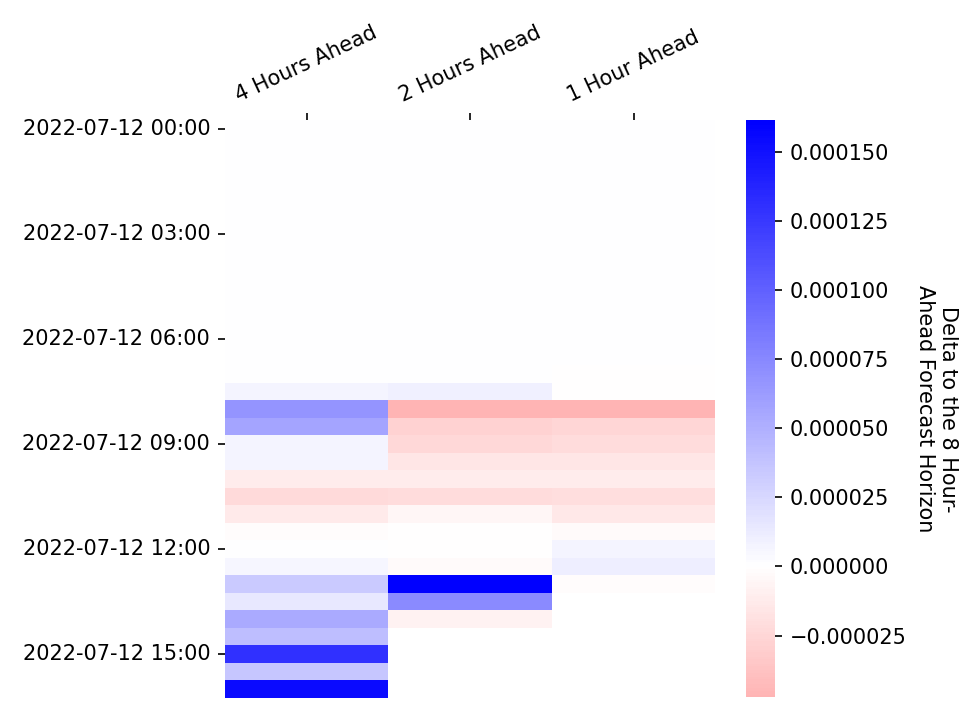 4 Hours Ahead
2 Hours Ahead
1 Hour Ahead
2022-07-12 00:00
2022-07-12 03:00
2022-07-12 06:00
2022-07-12 09:00
2022-07-12 12:00
2022-07-12 15:00
0.000150
0.000125
0.000100
0.000075
0.000050
0.000025
0.000000
−0.000025
Delta to the 8 Hour-
Ahead Forecast Horizon